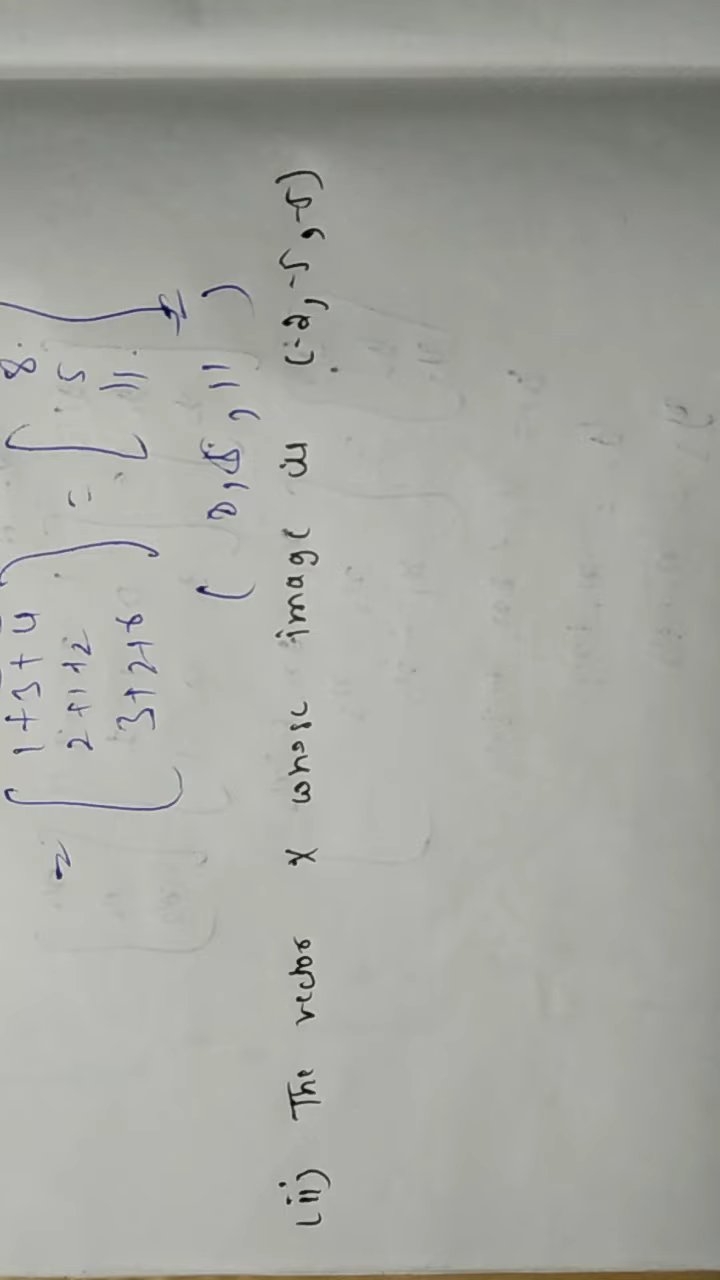 = [ 1+3+4 ] = [ 8 ]
2+1+2 5
3+2+6 11
( 8, 5, 11 )
(ii) The vector x whose image is (-2, -5, -5)